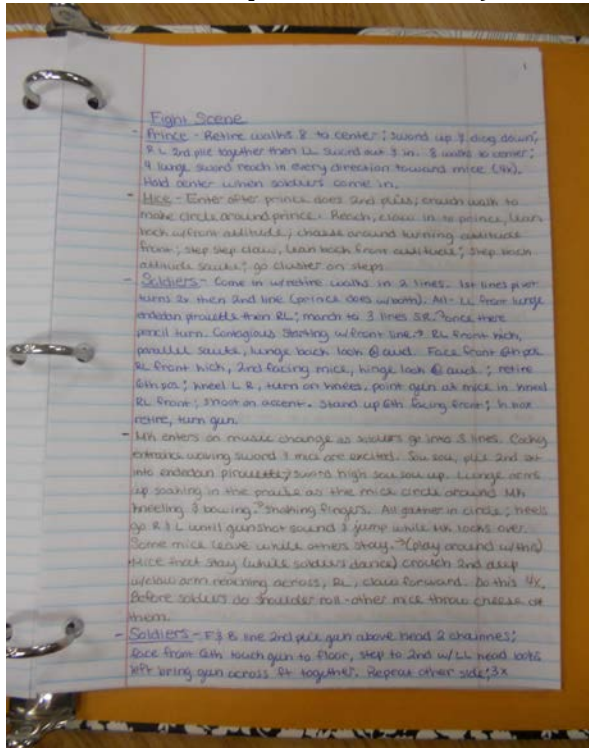 1
Fight Scene
- Prince - Retire walks 8 to center; sword up & diag down;
RL 2nd plie together then LL sword out & in. 8 walks to corner;
4 lunge sword reach in every direction toward mice (4x).
Hold center when soldiers come in.
- Mice - Enter after prince does 2nd plies; crouch walk to
make circle around prince. Reach, claw in to prince, lean
back w/front attitude; chasse around turning attitude
front; step step claw, lean back front attitude; step back
attitude saute; go cluster on steps.
- Soldiers - Come in w/retire walks in 2 lines. 1st lines pivot
turns 2x then 2nd line (prince does w/both). All - LL front lunge
endedan pirouette then RL; march to 3 lines SR. once there
pencil turn. Contagious starting w/front line → RL front kick,
parallel saute, lunge back look @ aud. Face front 6th pos.
RL front kick, 2nd facing mice, hinge look @ aud.; retire
6th pos; kneel L R, turn on knees, point gun at mice in kneel
RL front; shoot on accent. Stand up 6th facing front;
retire, turn gun.
- MK enters on music change as soldiers go into 3 lines. Cocky
entrance waving sword & mice are excited. Sou sou, plie 2nd
into endedan pirouette; sword high sou sou up. Lunge arms
up soaking in the praise as the mice circle around MK
kneeling & bowing. → shaking fingers. All gather in circle; heels
go R & L until gunshot sound & jump while MK looks over.
Some mice leave while others stay. → (play around w/this)
- Mice that stay (while soldiers dance) crouch 2nd deep
w/claw arm reaching across, RL, claw forward. Do this 4x.
Before soldiers do shoulder roll - other mice throw cheese at
them.
- Soldiers - F & B line 2nd plie gun above head 2 chainnes;
face front 6th touch gun to floor, step to 2nd w/LL head looks
left bring gun across ft together. Repeat other side; 3x